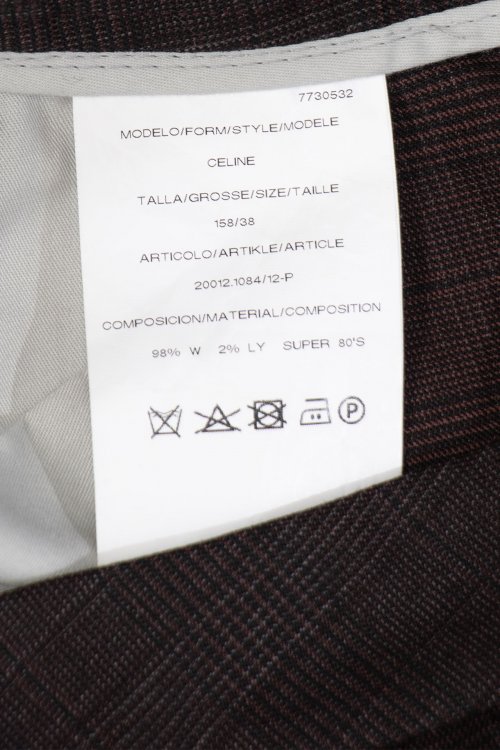 7730532
MODELO/FORM/STYLE/MODELE
CELINE
TALLA/GROSSE/SIZE/TAILLE
158/38
ARTICOLO/ARTIKLE/ARTICLE
20012.1084/12-P
COMPOSICION/MATERIAL/COMPOSITION
98% W 2% LY SUPER 80'S
P